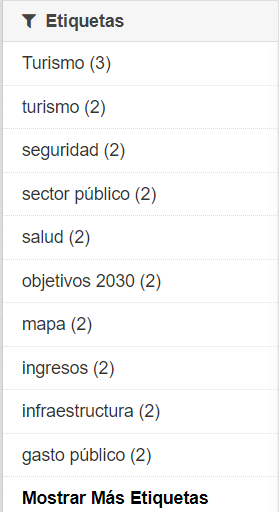 Etiquetas
Turismo (3)
turismo (2)
seguridad (2)
sector público (2)
salud (2)
objetivos 2030 (2)
mapa (2)
ingresos (2)
infraestructura (2)
gasto público (2)
Mostrar Más Etiquetas